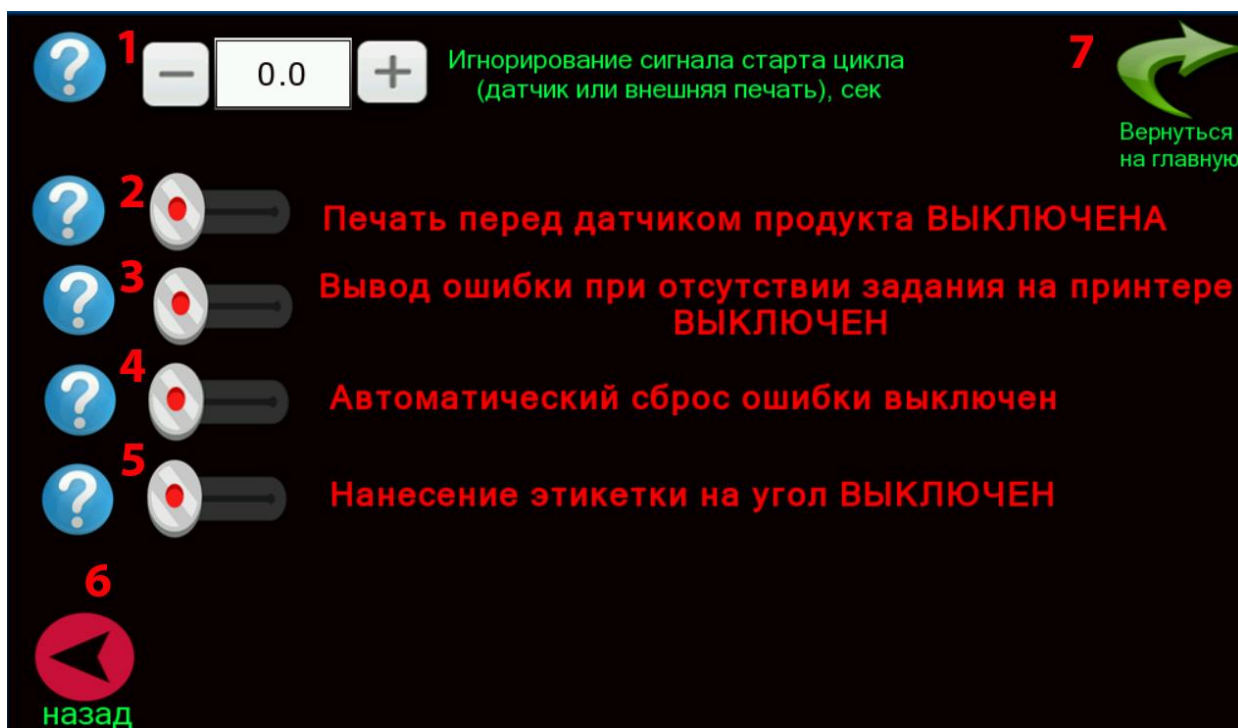 1
0.0
Игнорирование сигнала старта цикла
(датчик или внешняя печать), сек
7
Вернуться
на главную
2
Печать перед датчиком продукта ВЫКЛЮЧЕНА
3
Вывод ошибки при отсутствии задания на принтере
ВЫКЛЮЧЕН
4
Автоматический сброс ошибки выключен
5
Нанесение этикетки на угол ВЫКЛЮЧЕН
6
назад